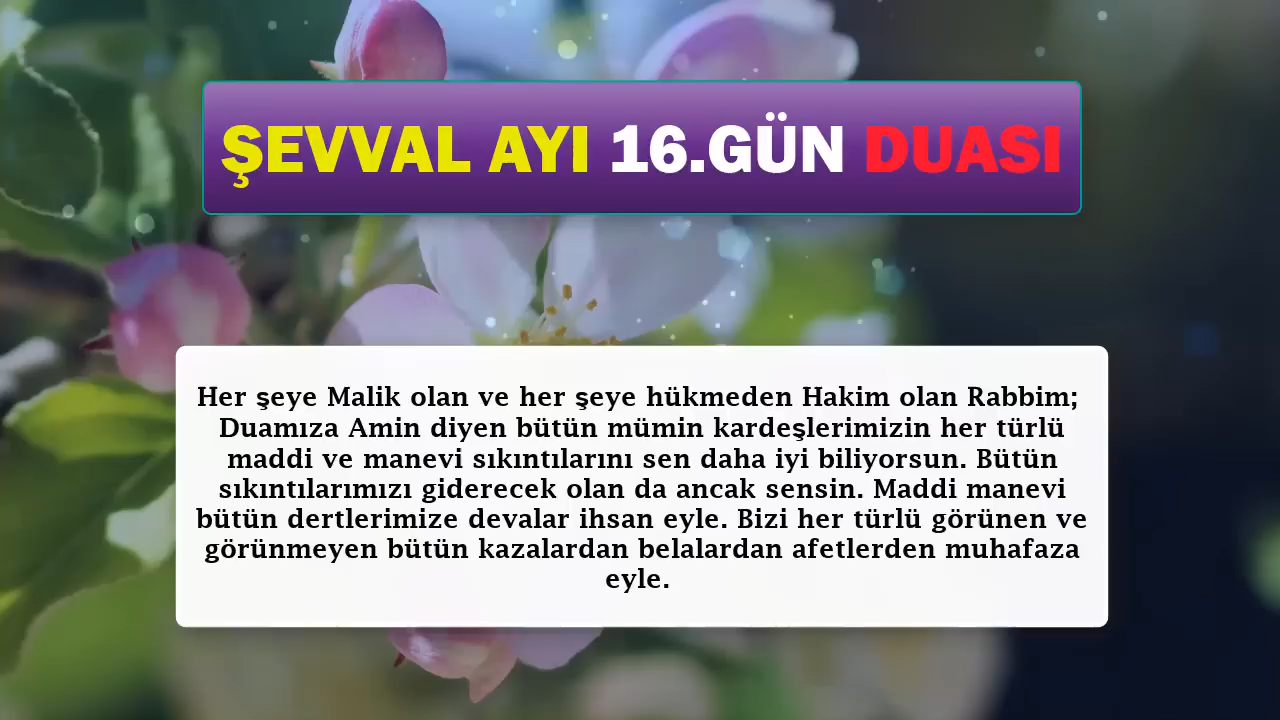 ŞEVVAL AYI 16.GÜN DUASI
Her şeye Malik olan ve her şeye hükmeden Hakim olan Rabbim;
Duamıza Amin diyen bütün mümin kardeşlerimizin her türlü
maddi ve manevi sıkıntılarını sen daha iyi biliyorsun. Bütün
sıkıntılarımızı giderecek olan da ancak sensin. Maddi manevi
bütün dertlerimize devalar ihsan eyle. Bizi her türlü görünen ve
görünmeyen bütün kazalardan belalardan afetlerden muhafaza
eyle.